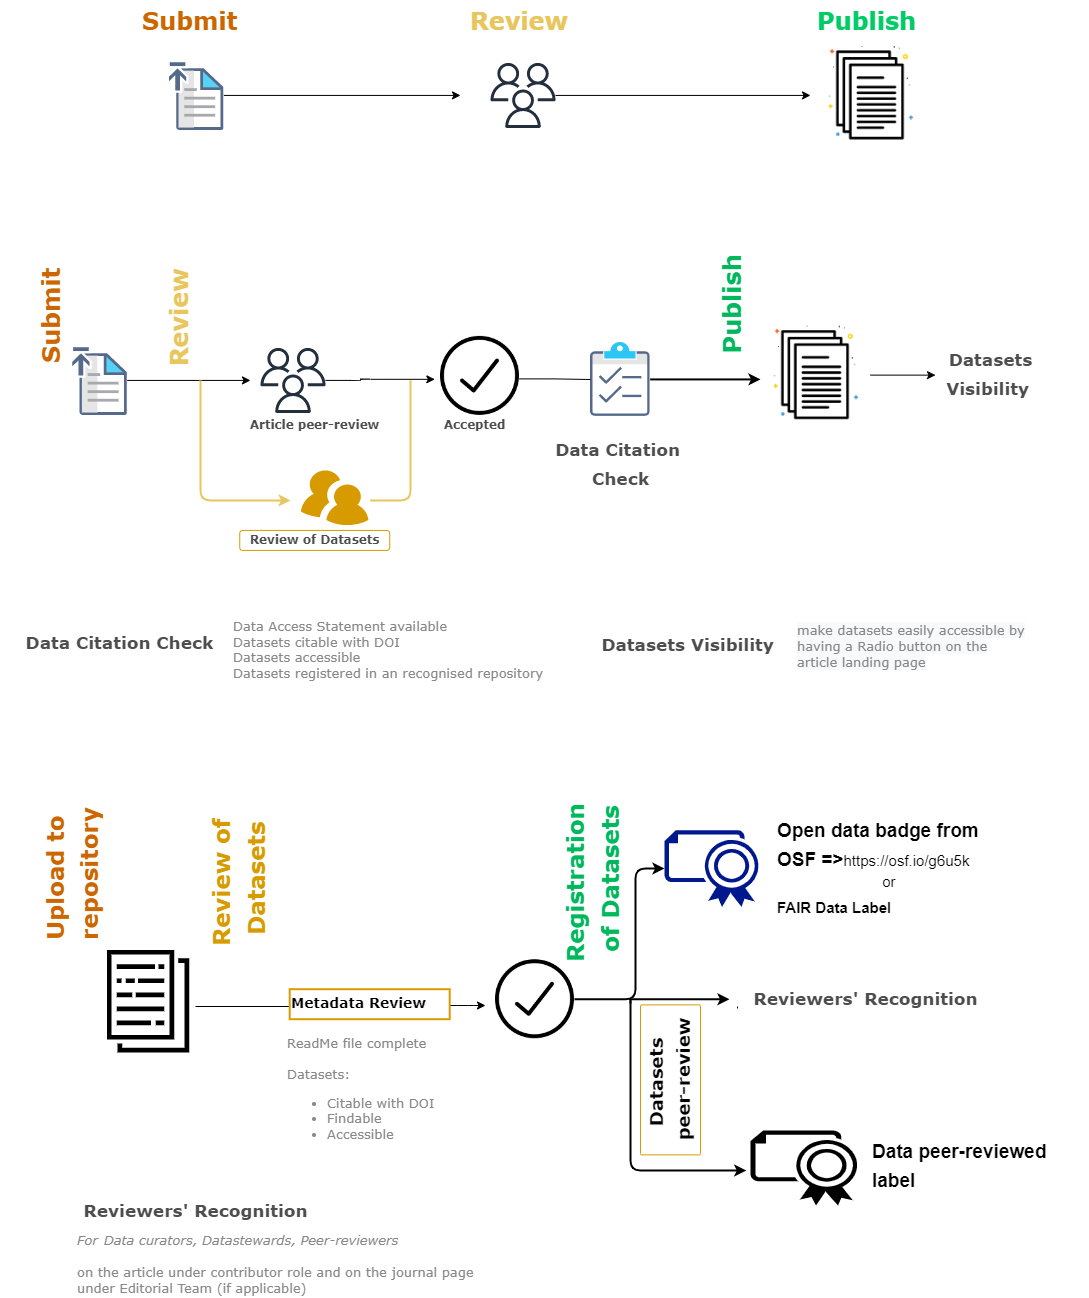 Submit
Review
Publish
Submit
Review
Publish
Datasets
Visibility
Article peer-review
Accepted
Data Citation
Check
Review of Datasets
Data Citation Check
Data Access Statement available
Datasets citable with DOI
Datasets accessible
Datasets registered in an recognised repository
Datasets Visibility
make datasets easily accessible by
having a Radio button on the
article landing page
Upload to
repository
Review of
Datasets
Registration
of Datasets
Open data badge from
OSF =>https://osf.io/g6u5k
or
FAIR Data Label
Metadata Review
Reviewers' Recognition
ReadMe file complete
Datasets:
• Citable with DOI
• Findable
• Accessible
Datasets
peer-review
Data peer-reviewed
label
Reviewers' Recognition
For Data curators, Datastewards, Peer-reviewers
on the article under contributor role and on the journal page
under Editorial Team (if applicable)